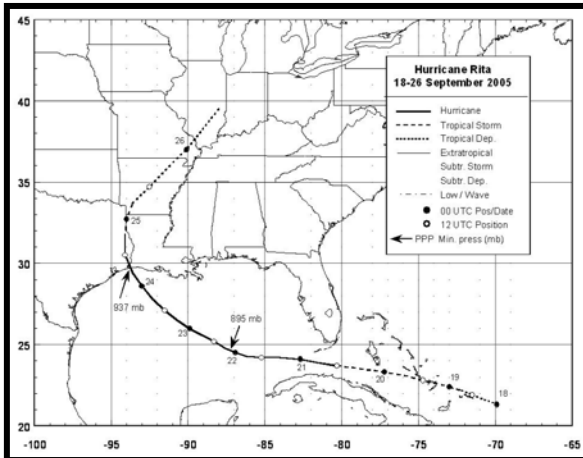 45
40
35
30
25
20
-100
-95
-90
-85
-80
-75
-70
-65
Hurricane Rita
18-26 September 2005
Hurricane
Tropical Storm
Tropical Dep.
Extratropical
Subtr. Storm
Subtr. Dep.
Low / Wave
00 UTC Pos/Date
12 UTC Position
PPP Min. press (mb)
26
25
24
937 mb
23
895 mb
22
21
20
19
18